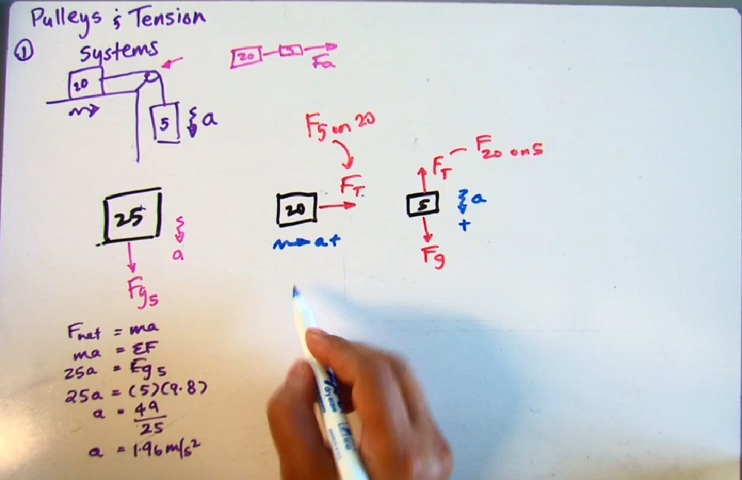 Pulleys & Tension
Systems
1
20
5
a
20
5
Fa
F5 on 20
FT
20
a+
F20 on 5
FT
5
a
+
Fg
25
a
Fg5
Fnet = ma
ma = ΣF
25a = Fg5
25a = (5)(9.8)
a = 49
25
a = 1.96 m/s²